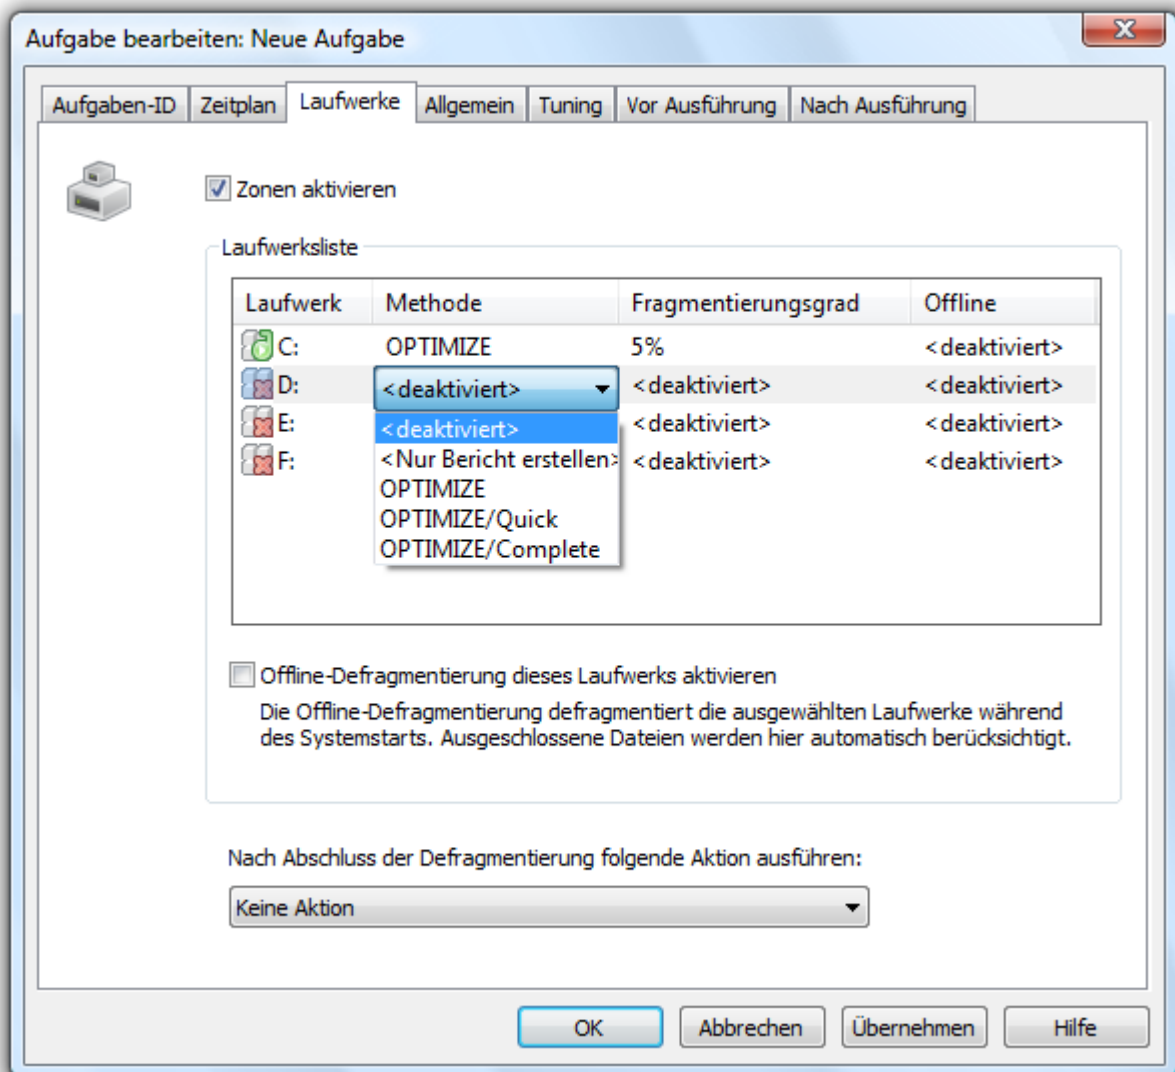 Aufgabe bearbeiten: Neue Aufgabe
Aufgaben-ID Zeitplan Laufwerke Allgemein Tuning Vor Ausführung Nach Ausführung
Zonen aktivieren
Laufwerksliste
Laufwerk Methode Fragmentierungsgrad Offline
C: OPTIMIZE 5% <deaktiviert>
D: <deaktiviert> <deaktiviert> <deaktiviert>
E: <deaktiviert> <deaktiviert>
F: <deaktiviert> <deaktiviert>
<deaktiviert>
<Nur Bericht erstellen>
OPTIMIZE
OPTIMIZE/Quick
OPTIMIZE/Complete
Offline-Defragmentierung dieses Laufwerks aktivieren
Die Offline-Defragmentierung defragmentiert die ausgewählten Laufwerke während
des Systemstarts. Ausgeschlossene Dateien werden hier automatisch berücksichtigt.
Nach Abschluss der Defragmentierung folgende Aktion ausführen:
Keine Aktion
OK Abbrechen Übernehmen Hilfe